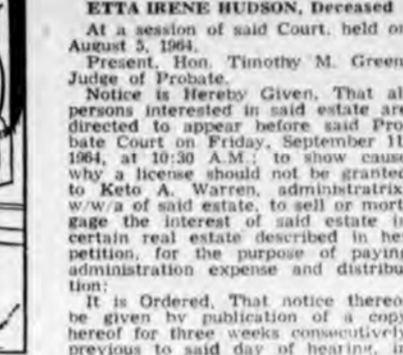 ETTA IRENE HUDSON, Deceased
At a session of said Court, held on
August 5, 1964.
Present, Hon. Timothy M. Green
Judge of Probate.
Notice is Hereby Given, That all
persons interested in said estate are
directed to appear before said Pro
bate Court on Friday, September 11
1964, at 10:30 A.M.; to show cause
why a license should not be granted
to Keto A. Warren, administratrix
w/w/a of said estate, to sell or mort
gage the interest of said estate in
certain real estate described in her
petition, for the purpose of paying
administration expense and distribu
tion;
It is Ordered, That notice thereof
be given by publication of a copy
hereof for three weeks consecutively
previous to said day of hearing, in